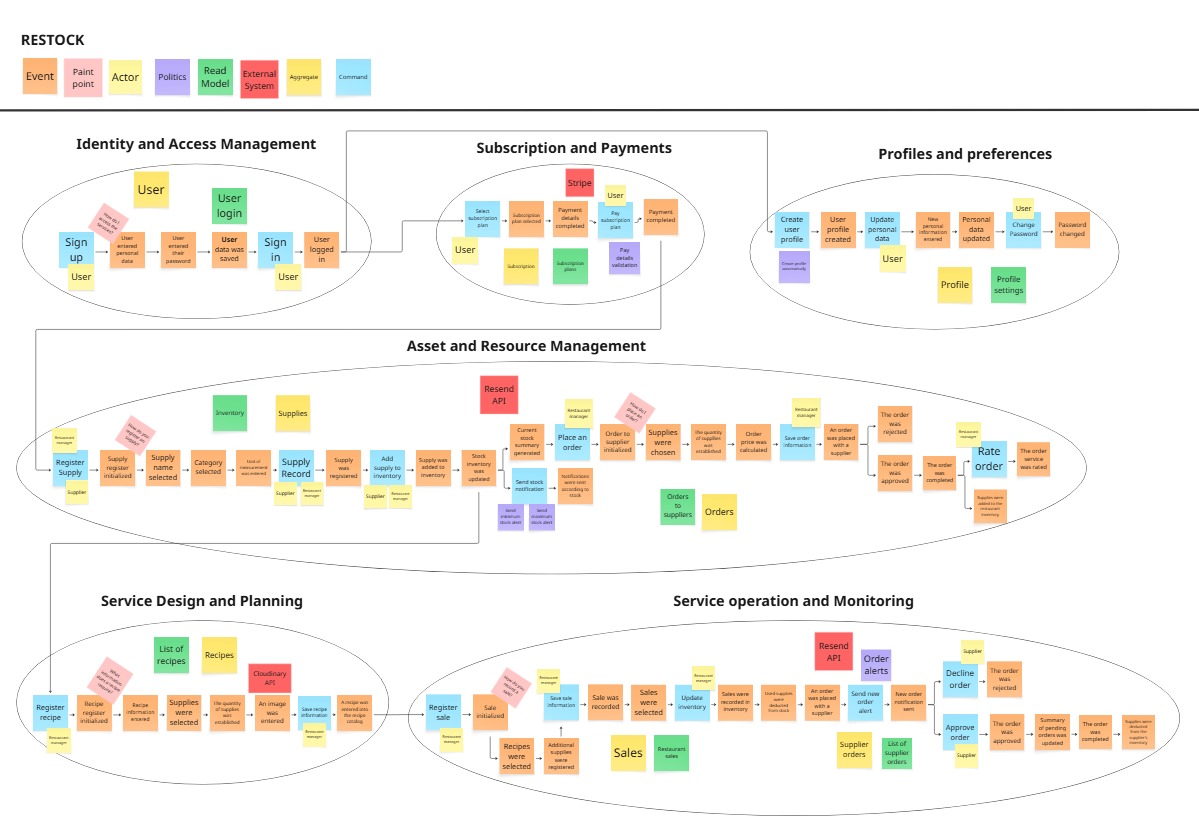 RESTOCK
Event
Paint
point
Actor
Politics
Read
Model
External
System
Aggregate
Command
Identity and Access Management
User
User
login
How do I
access the
services?
Sign
up
User
User
entered
personal
data
User
entered
their
password
User
data was
saved
Sign
in
User
User
logged
in
Subscription and Payments
Stripe
User
Select
subscription
plan
User
Subscription
plan selected
Payment
details
completed
Pay
subscription
plan
Payment
completed
Subscription
Subscription
plans
Pay
details
validation
Profiles and preferences
Create
user
profile
Create profile
automatically
User
profile
created
Update
personal
data
User
New
personal
information
entered
Personal
data
updated
User
Change
Password
Password
changed
Profile
Profile
settings
Asset and Resource Management
Resend
API
Inventory
Supplies
Restaurant
manager
Register
Supply
Supplier
Supply
register
initialized
Supply
name
selected
Category
selected
Unit of
measurement
was entered
Supply
Record
Supplier
Restaurant
manager
Supply
was
registered
Add
supply to
inventory
Supplier
Restaurant
manager
Supply was
added to
inventory
Stock
inventory
was
updated
Current
stock
summary
generated
Restaurant
manager
Place an
order
How do I
place an
order?
Order to
supplier
initialized
Supplies
were
chosen
The quantity
of supplies
was
established
Order
price was
calculated
Restaurant
manager
Save order
information
An order
was placed
with a
supplier
The order
was
rejected
The order
was
approved
The order
was
completed
Restaurant
manager
Rate
order
The order
service
was rated
Supplies were
added to the
restaurant
inventory
Send stock
notification
Notifications
were sent
according to
stock
Send
minimum
stock alert
Send
maximum
stock alert
Orders
to
suppliers
Orders
Service Design and Planning
List of
recipes
Recipes
Cloudinary
API
What
information
does a recipe
require?
Register
recipe
Restaurant
manager
Recipe
register
initialized
Recipe
information
entered
Supplies
were
selected
The quantity
of supplies
was
established
An image
was
entered
Save recipe
information
Restaurant
manager
A recipe was
entered into
the recipe
catalog
Service operation and Monitoring
Resend
API
Order
alerts
Register
sale
Restaurant
manager
Sale
initialized
Recipes
were
selected
Additional
supplies
were
registered
Restaurant
manager
Save sale
information
Sale was
recorded
Sales
were
selected
Restaurant
manager
Update
inventory
Sales were
recorded in
inventory
Used supplies
were
deducted
from stock
An order
was placed
with a
supplier
Send new
order
alert
New order
notification
sent
Supplier
Decline
order
The order
was
rejected
Approve
order
Supplier
The order
was
approved
Summary
of pending
orders was
updated
The order
was
completed
Supplies were
deducted
from the
supplier's
inventory
Sales
Restaurant
sales
Supplier
orders
List of
supplier
orders